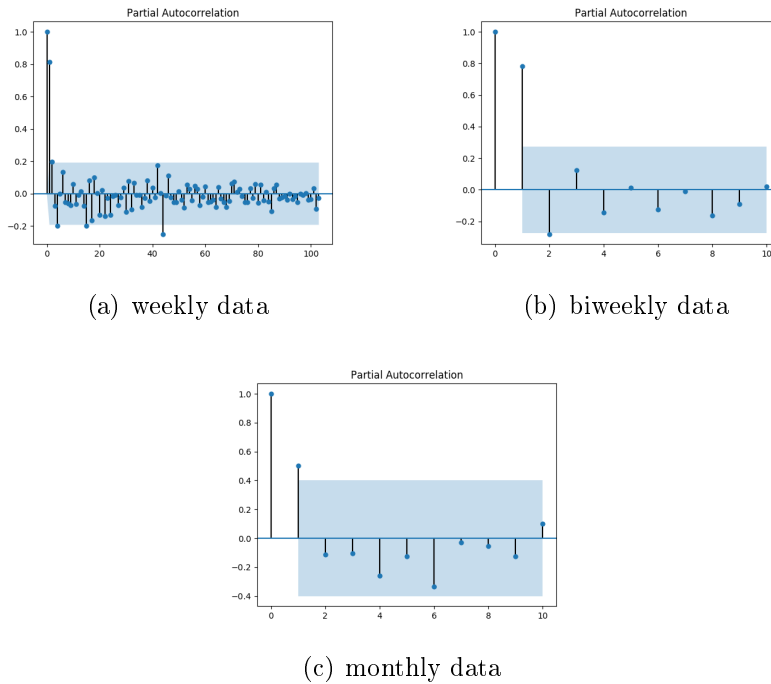 Partial Autocorrelation
1.0
0.8
0.6
0.4
0.2
0.0
−0.2
0 20 40 60 80 100
(a) weekly data
Partial Autocorrelation
1.0
0.8
0.6
0.4
0.2
0.0
−0.2
0 2 4 6 8 10
(b) biweekly data
Partial Autocorrelation
1.0
0.8
0.6
0.4
0.2
0.0
−0.2
−0.4
0 2 4 6 8 10
(c) monthly data